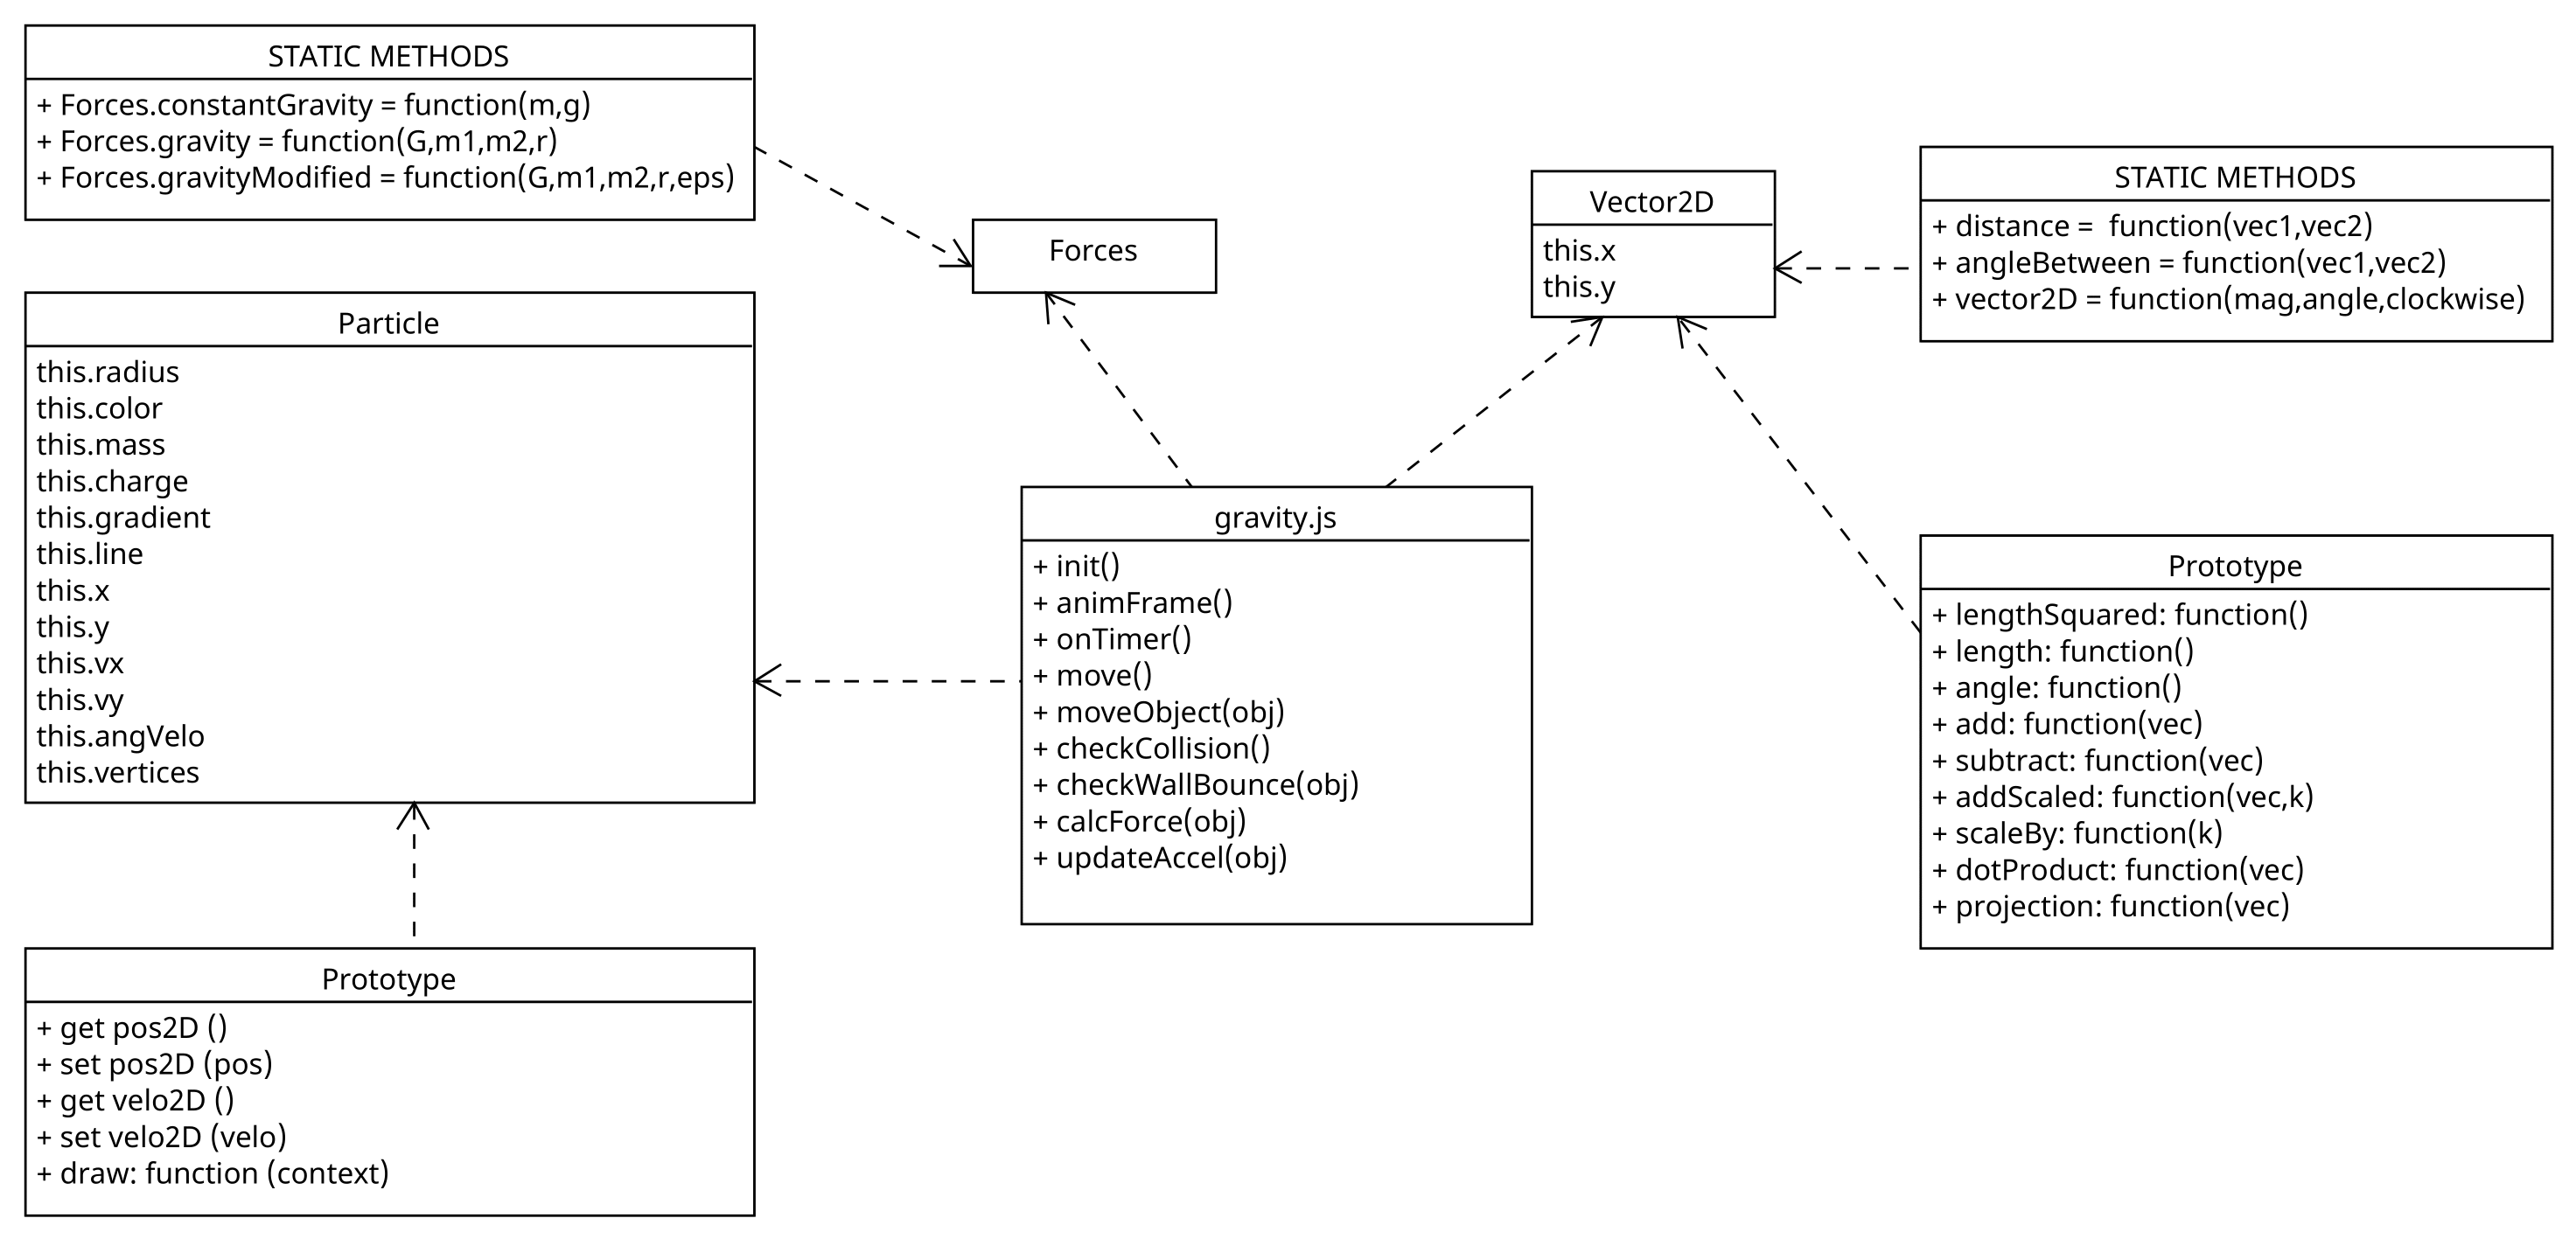 STATIC METHODS
+ Forces.constantGravity = function(m,g)
+ Forces.gravity = function(G,m1,m2,r)
+ Forces.gravityModified = function(G,m1,m2,r,eps)
Forces
Vector2D
this.x
this.y
STATIC METHODS
+ distance =  function(vec1,vec2)
+ angleBetween = function(vec1,vec2)
+ vector2D = function(mag,angle,clockwise)
Particle
this.radius
this.color
this.mass
this.charge
this.gradient
this.line
this.x
this.y
this.vx
this.vy
this.angVelo
this.vertices
gravity.js
+ init()
+ animFrame()
+ onTimer()
+ move()
+ moveObject(obj)
+ checkCollision()
+ checkWallBounce(obj)
+ calcForce(obj)
+ updateAccel(obj)
Prototype
+ lengthSquared: function()
+ length: function()
+ angle: function()
+ add: function(vec)
+ subtract: function(vec)
+ addScaled: function(vec,k)
+ scaleBy: function(k)
+ dotProduct: function(vec)
+ projection: function(vec)
Prototype
+ get pos2D ()
+ set pos2D (pos)
+ get velo2D ()
+ set velo2D (velo)
+ draw: function (context)